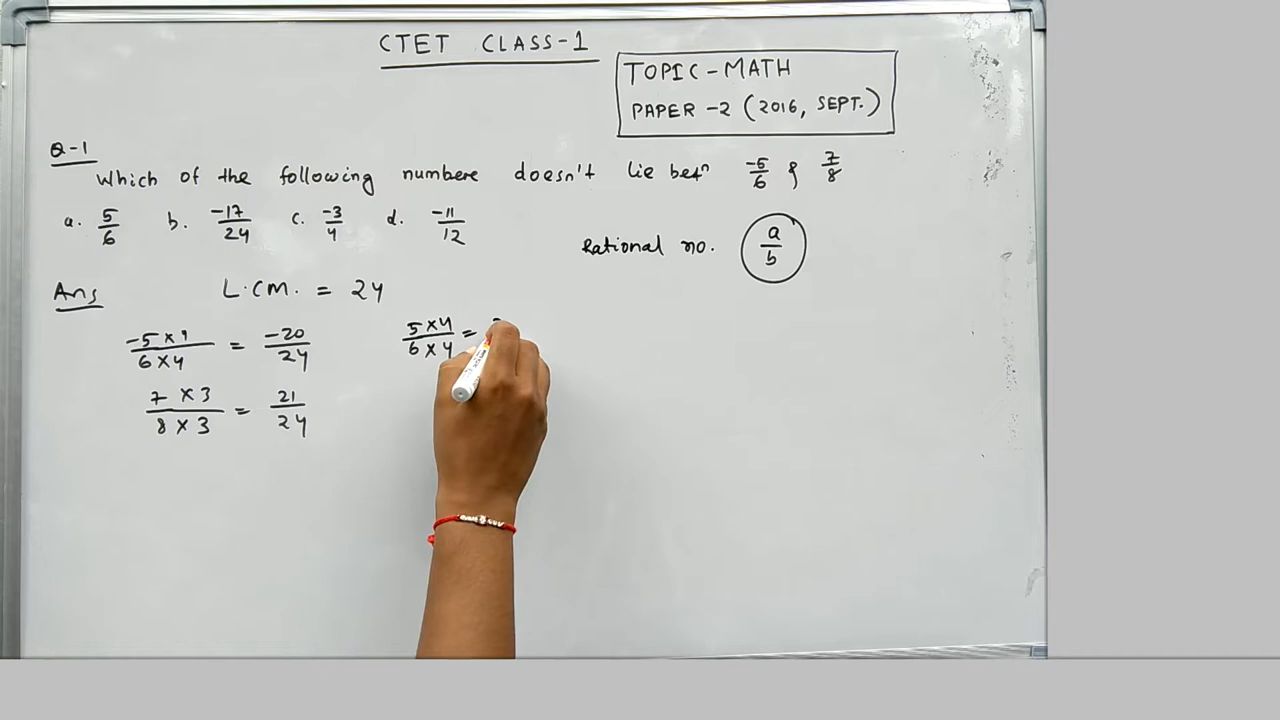 CTET CLASS-1
TOPIC-MATH
PAPER -2 (2016, SEPT.)
Q-1
Which of the following numbere doesn't lie betn -5/6 & 7/8
a. 5/6 b. -17/24 c. -3/4 d. -11/12
Rational no. a/b
Ans L.CM. = 24
-5 x 4 / 6 x 4 = -20/24
5 x 4 / 6 x 4 =
7 x 3 / 8 x 3 = 21/24